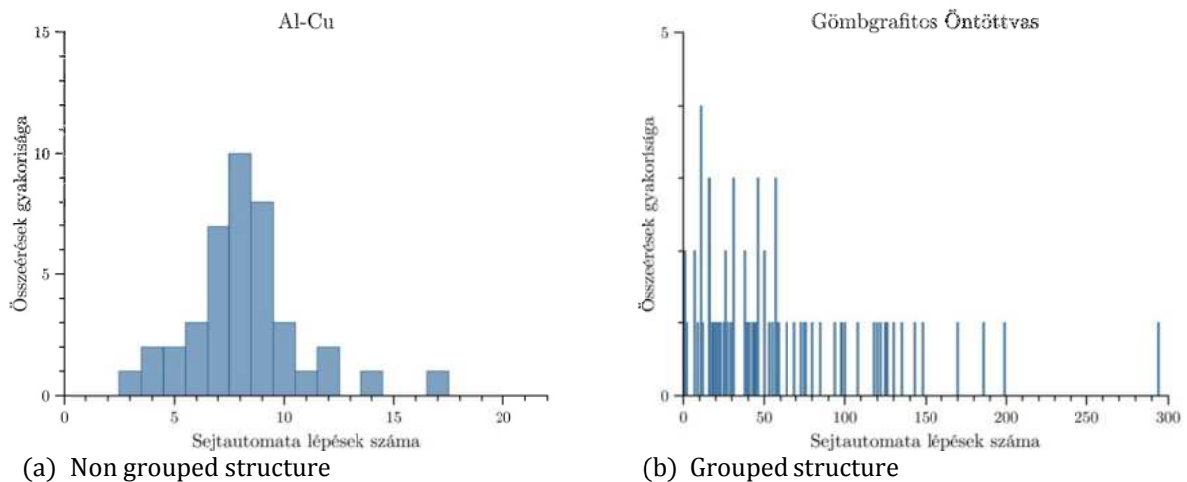 Al-Cu
15
10
5
0
Összeérések gyakorisága
0 5 10 15 20
Sejtautomata lépések száma
(a) Non grouped structure
Gömbgrafitos Öntöttvas
5
0
Összeérések gyakorisága
0 50 100 150 200 250 300
Sejtautomata lépések száma
(b) Grouped structure